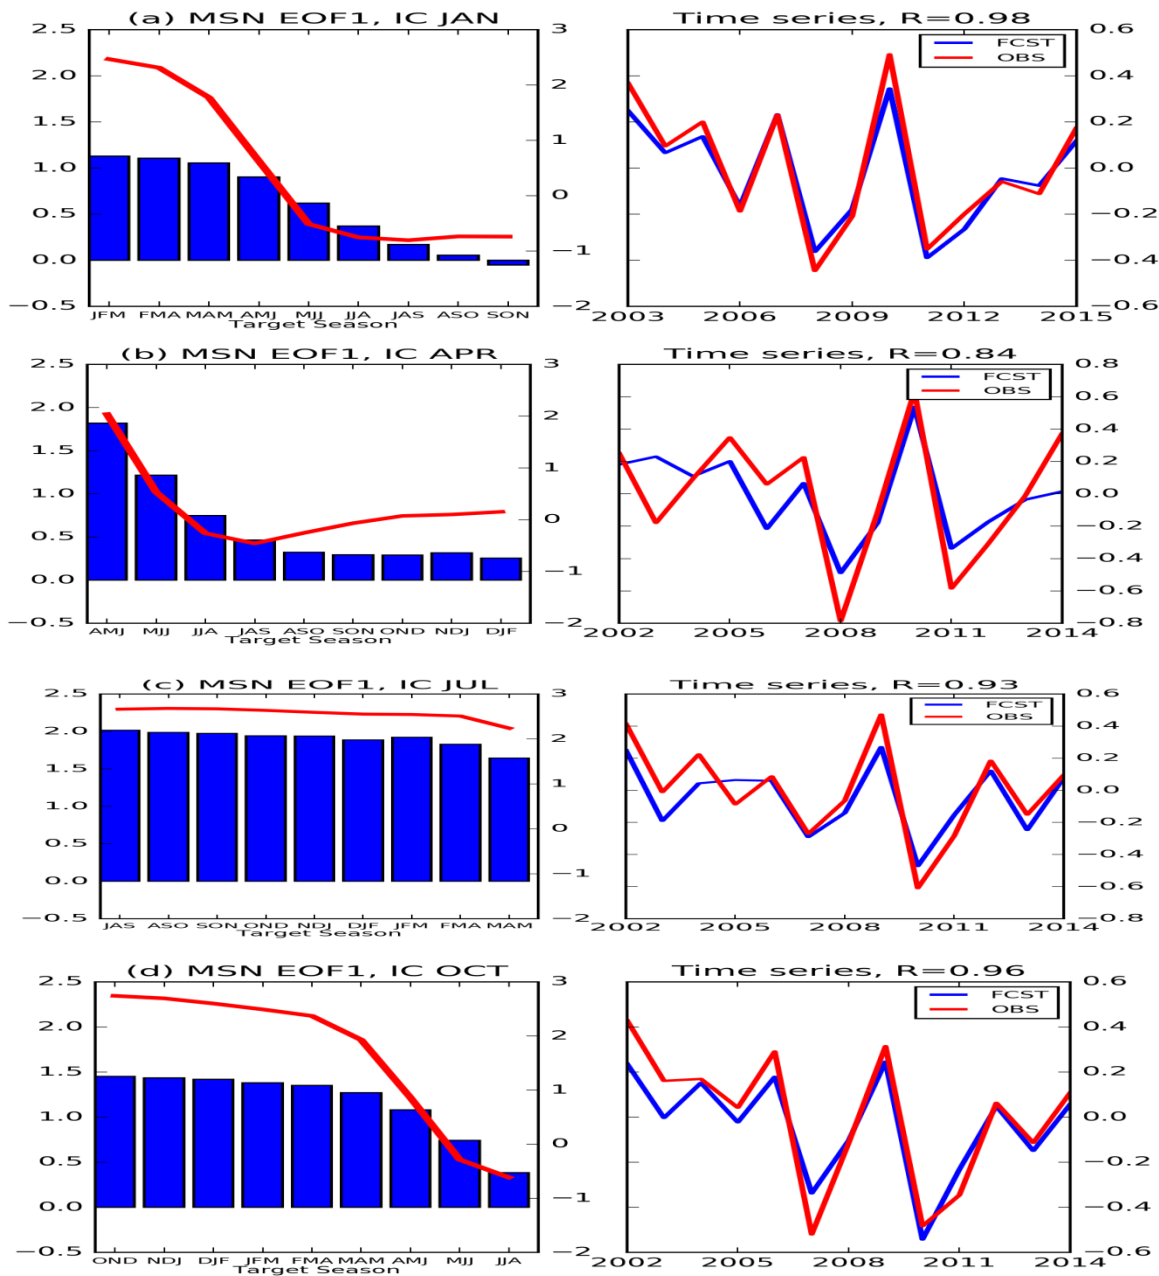 (a) MSN EOF1, IC JAN
2.5
2.0
1.5
1.0
0.5
0.0
−0.5
3
2
1
0
−1
−2
JFM FMA MAM AMJ MJJ JJA JAS ASO SON
Target Season
Time series, R=0.98
FCST
OBS
0.6
0.4
0.2
0.0
−0.2
−0.4
−0.6
2003 2006 2009 2012 2015
(b) MSN EOF1, IC APR
2.5
2.0
1.5
1.0
0.5
0.0
−0.5
3
2
1
0
−1
−2
AMJ MJJ JJA JAS ASO SON OND NDJ DJF
Target Season
Time series, R=0.84
FCST
OBS
0.8
0.6
0.4
0.2
0.0
−0.2
−0.4
−0.6
−0.8
2002 2005 2008 2011 2014
(c) MSN EOF1, IC JUL
2.5
2.0
1.5
1.0
0.5
0.0
−0.5
3
2
1
0
−1
−2
JAS ASO SON OND NDJ DJF JFM FMA MAM
Target Season
Time series, R=0.93
FCST
OBS
0.6
0.4
0.2
0.0
−0.2
−0.4
−0.6
−0.8
2002 2005 2008 2011 2014
(d) MSN EOF1, IC OCT
2.5
2.0
1.5
1.0
0.5
0.0
−0.5
3
2
1
0
−1
−2
OND NDJ DJF JFM FMA MAM AMJ MJJ JJA
Target Season
Time series, R=0.96
FCST
OBS
0.6
0.4
0.2
0.0
−0.2
−0.4
−0.6
2002 2005 2008 2011 2014